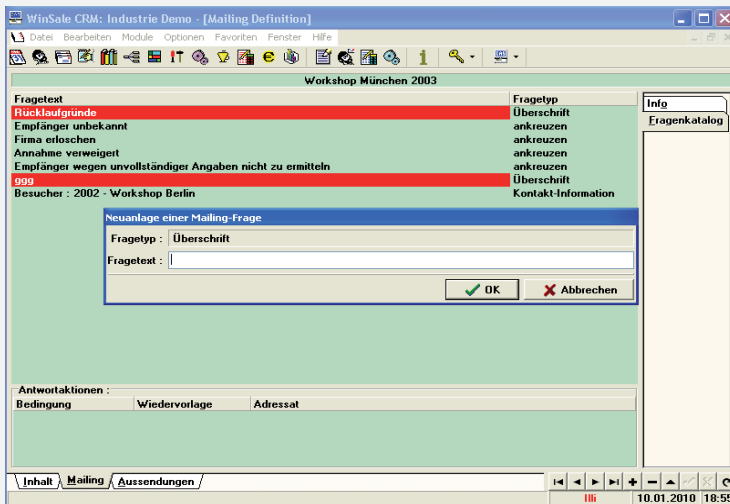 WinSale CRM: Industrie Demo - [Mailing Definition]
Datei Bearbeiten Module Optionen Favoriten Fenster Hilfe
Workshop München 2003
Fragetext Fragetyp
Rücklaufgründe Überschrift
Empfänger unbekannt ankreuzen
Firma erloschen ankreuzen
Annahme verweigert ankreuzen
Empfänger wegen unvollständiger Angaben nicht zu ermitteln ankreuzen
ggg Überschrift
Besucher : 2002 - Workshop Berlin Kontakt-Information
Info
Fragenkatalog
Neuanlage einer Mailing-Frage
Fragetyp : Überschrift
Fragetext :
OK Abbrechen
Antwortaktionen :
Bedingung Wiedervorlage Adressat
Inhalt Mailing Aussendungen
Illi 10.01.2010 18:55